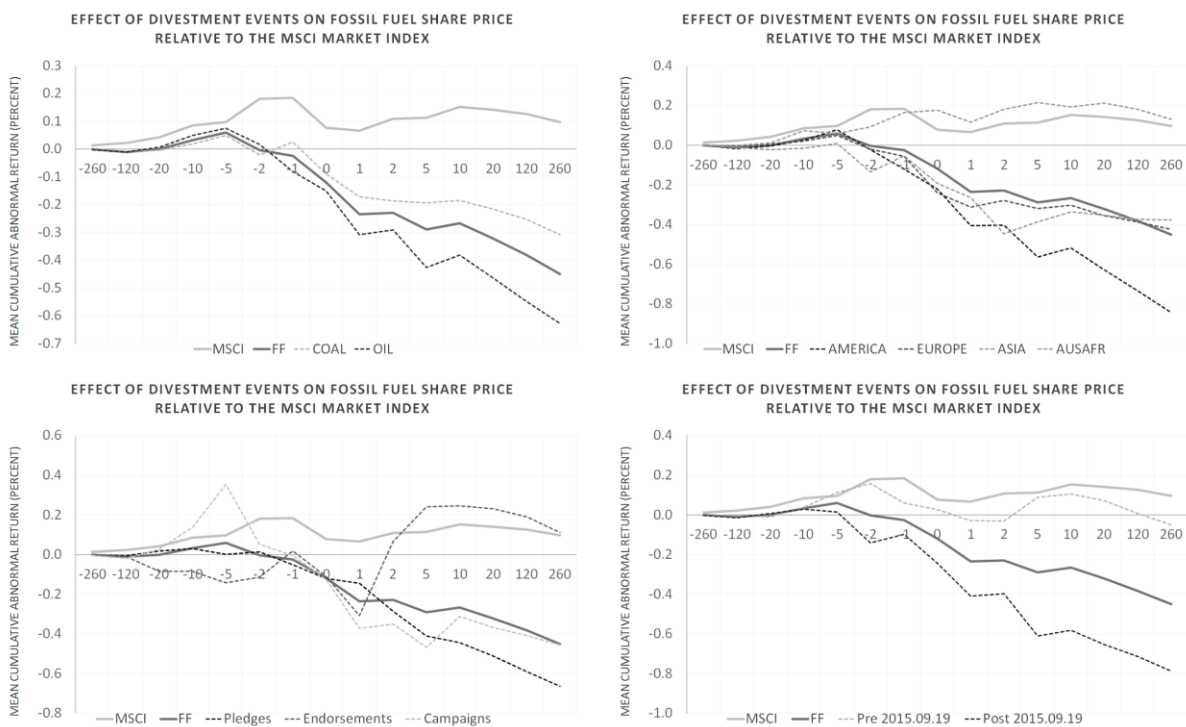 EFFECT OF DIVESTMENT EVENTS ON FOSSIL FUEL SHARE PRICE
RELATIVE TO THE MSCI MARKET INDEX
MEAN CUMULATIVE ABNORMAL RETURN (PERCENT)
0.3
0.2
0.1
0.0
-0.1
-0.2
-0.3
-0.4
-0.5
-0.6
-0.7
-260 -120 -20 -10 -5 -2 -1 0 1 2 5 10 20 120 260
MSCI FF COAL OIL
EFFECT OF DIVESTMENT EVENTS ON FOSSIL FUEL SHARE PRICE
RELATIVE TO THE MSCI MARKET INDEX
MEAN CUMULATIVE ABNORMAL RETURN (PERCENT)
0.4
0.2
0.0
-0.2
-0.4
-0.6
-0.8
-1.0
-260 -120 -20 -10 -5 -2 -1 0 1 2 5 10 20 120 260
MSCI FF AMERICA EUROPE ASIA AUSAFR
EFFECT OF DIVESTMENT EVENTS ON FOSSIL FUEL SHARE PRICE
RELATIVE TO THE MSCI MARKET INDEX
MEAN CUMULATIVE ABNORMAL RETURN (PERCENT)
0.6
0.4
0.2
0.0
-0.2
-0.4
-0.6
-0.8
-260 -120 -20 -10 -5 -2 -1 0 1 2 5 10 20 120 260
MSCI FF Pledges Endorsements Campaigns
EFFECT OF DIVESTMENT EVENTS ON FOSSIL FUEL SHARE PRICE
RELATIVE TO THE MSCI MARKET INDEX
MEAN CUMULATIVE ABNORMAL RETURN (PERCENT)
0.4
0.2
0.0
-0.2
-0.4
-0.6
-0.8
-1.0
-260 -120 -20 -10 -5 -2 -1 0 1 2 5 10 20 120 260
MSCI FF Pre 2015.09.19 Post 2015.09.19